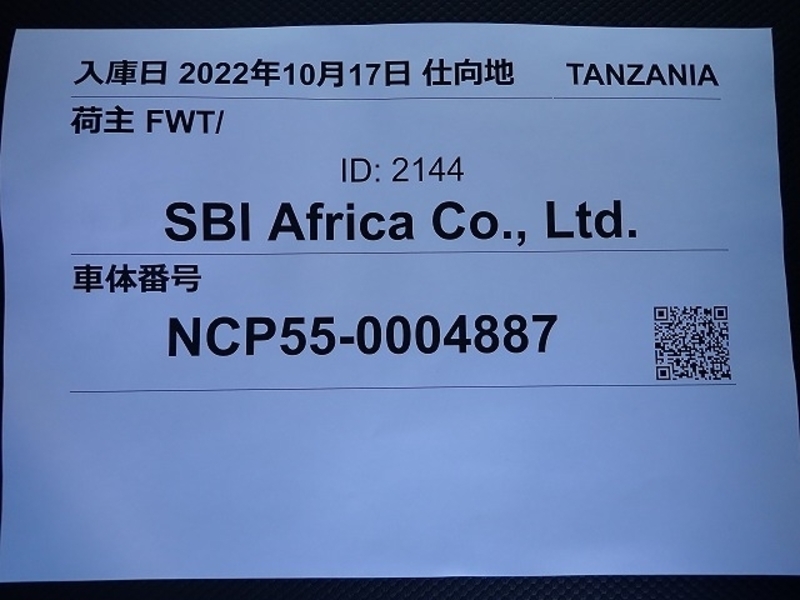 入庫日 2022年10月17日 仕向地 TANZANIA
荷主 FWT/
ID: 2144
SBI Africa Co., Ltd.
車体番号
NCP55-0004887